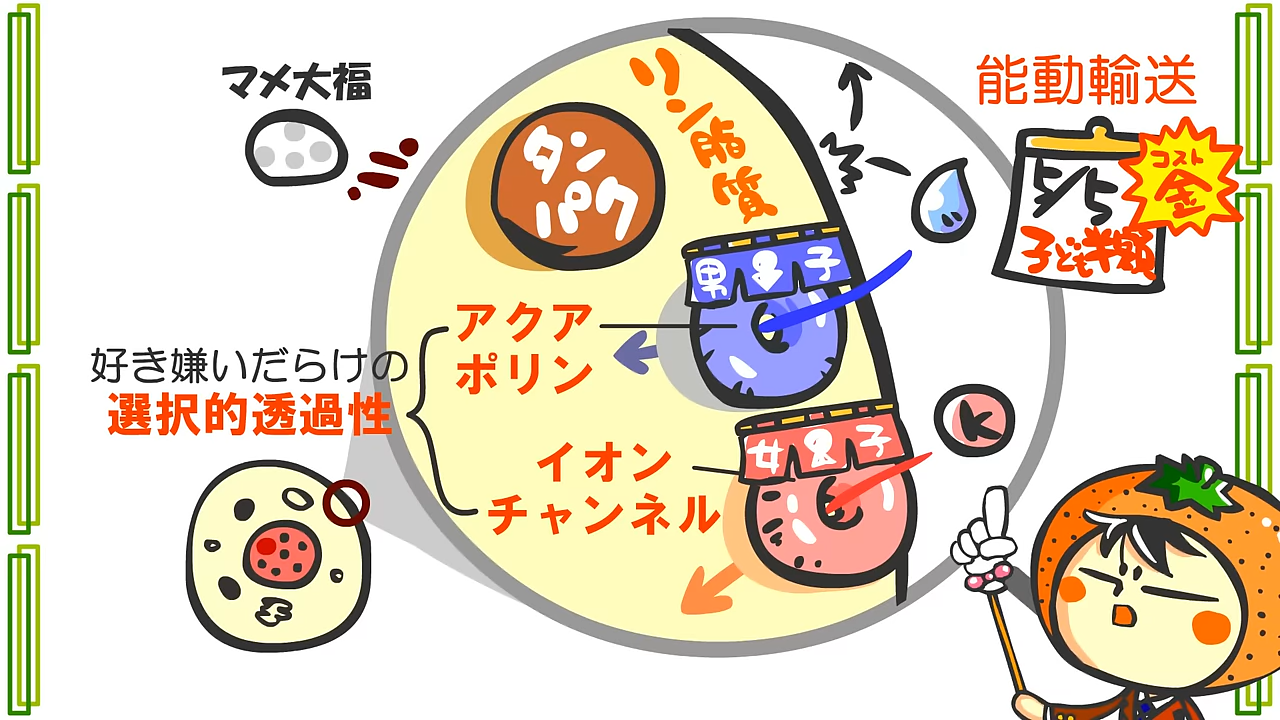 マメ大福
タンパク
リン脂質
能動輸送
5/5
コスト
金
子ども半額
男子
アクア
ポリン
好き嫌いだらけの
選択的透過性
女子
イオン
チャンネル
K